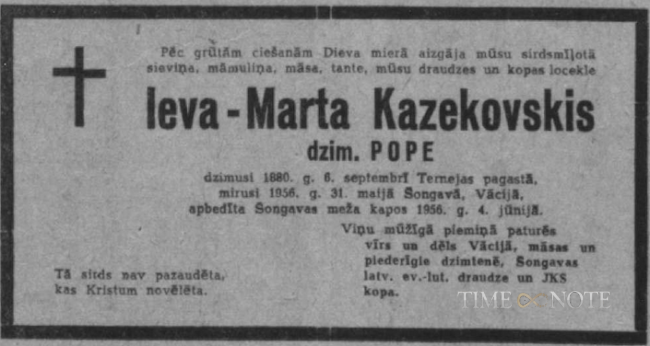 Pēc grūtām ciešanām Dieva mierā aizgāja mūsu sirdsmīļotā
sieviņa, māmuliņa, māsa, tante, mūsu draudzes un kopas locekle
Ieva-Marta Kazekovskis
dzim. POPE
dzimusi 1880. g. 6. septembrī Ternejas pagastā,
mirusi 1956. g. 31. maijā Songavā, Vācijā,
apbedīta Songavas meža kapos 1956. g. 4. jūnijā.
Viņu mūžīgā piemiņā paturēs
vīrs un dēls Vācijā, māsas un
piederīgie dzimtenē, Songavas
latv. ev.-lut. draudze un JKS
kopa.
Tā sirds nav pazaudēta,
kas Kristum novēlēta.
TIME NOTE